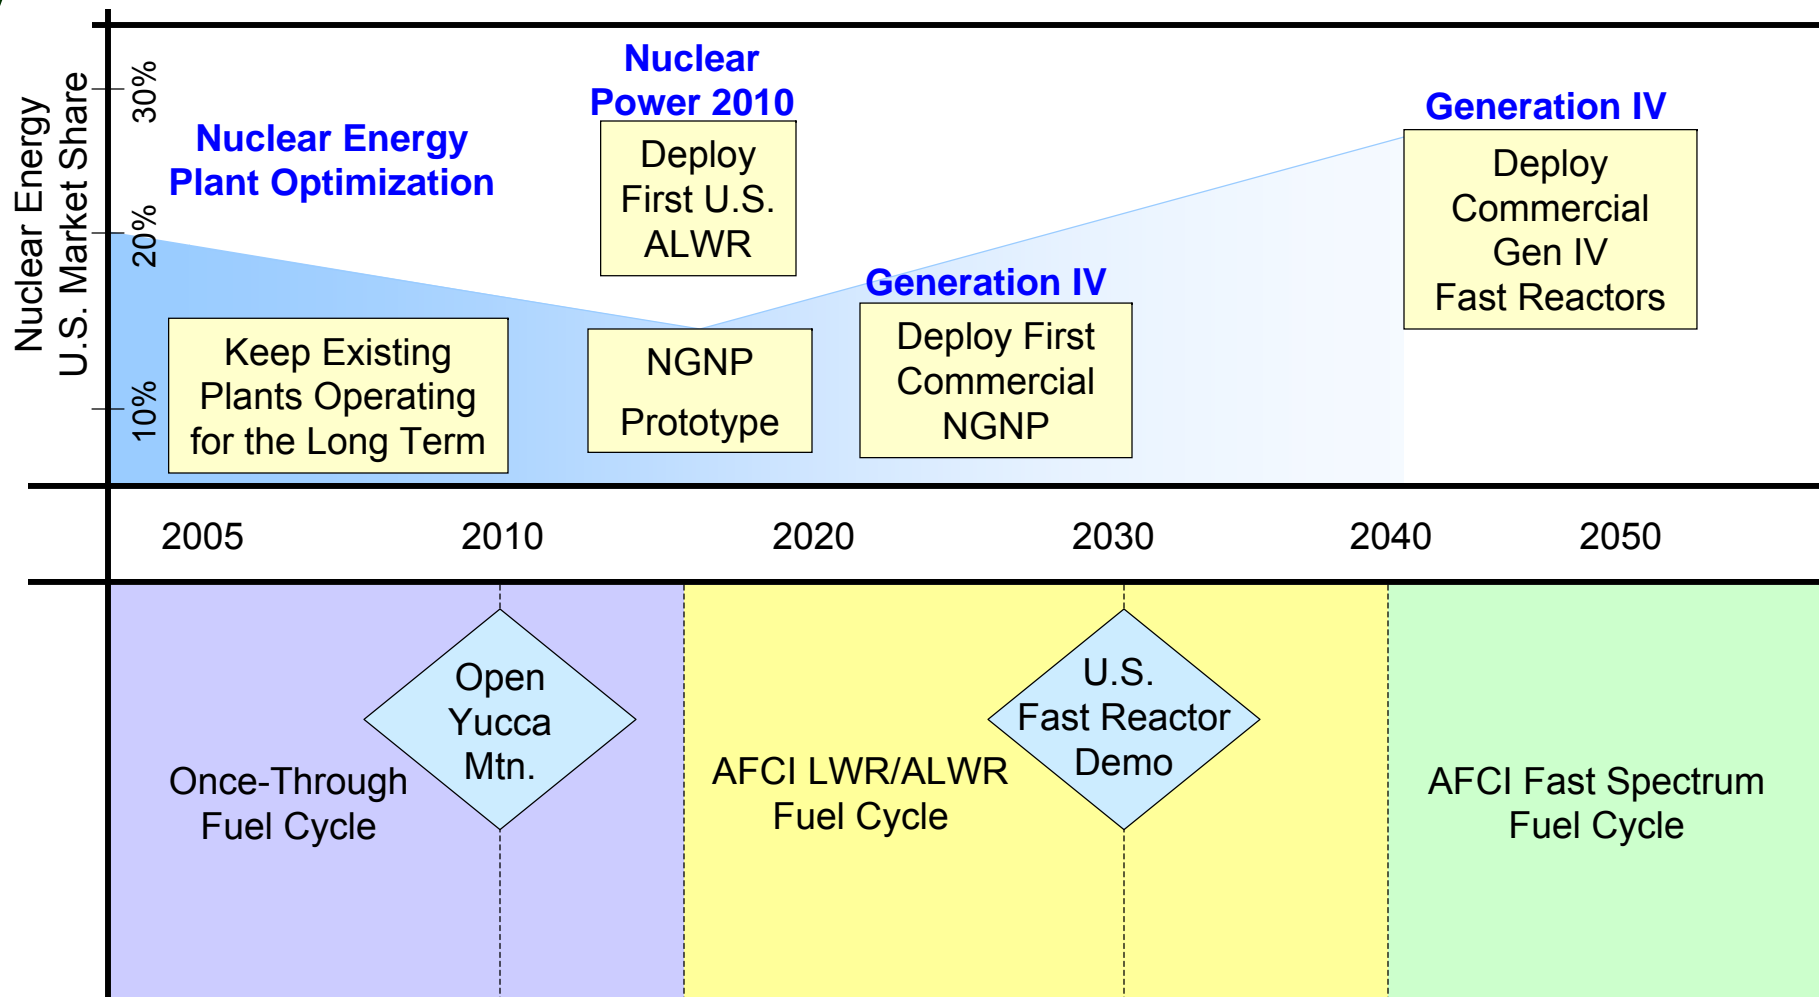 Nuclear Energy
U.S. Market Share
30%
20%
10%
Nuclear Energy
Plant Optimization
Keep Existing
Plants Operating
for the Long Term
Nuclear
Power 2010
Deploy
First U.S.
ALWR
NGNP
Prototype
Generation IV
Deploy First
Commercial
NGNP
Generation IV
Deploy
Commercial
Gen IV
Fast Reactors
2005 2010 2020 2030 2040 2050
Once-Through
Fuel Cycle
Open
Yucca
Mtn.
AFCI LWR/ALWR
Fuel Cycle
U.S.
Fast Reactor
Demo
AFCI Fast Spectrum
Fuel Cycle